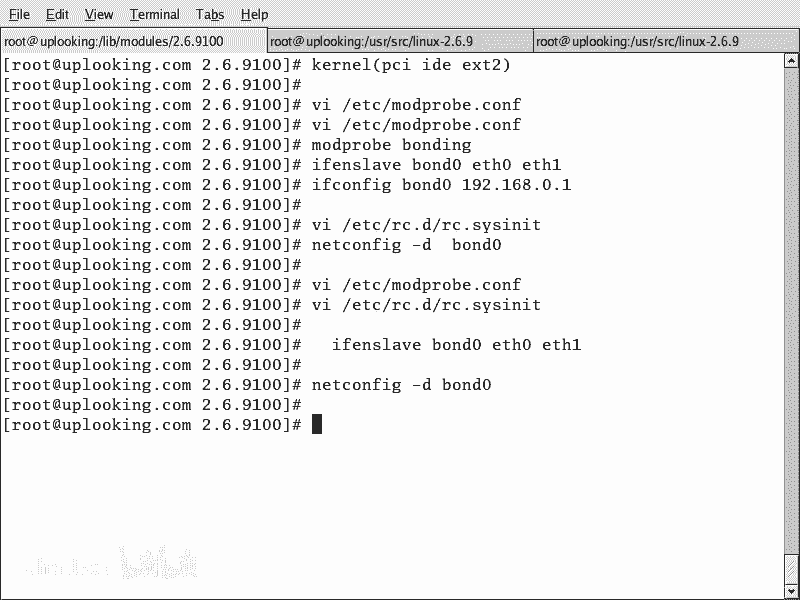 File Edit View Terminal Tabs Help
root@uplooking:/lib/modules/2.6.9100 root@uplooking:/usr/src/linux-2.6.9 root@uplooking:/usr/src/linux-2.6.9
[root@uplooking.com 2.6.9100]# kernel(pci ide ext2)
[root@uplooking.com 2.6.9100]#
[root@uplooking.com 2.6.9100]# vi /etc/modprobe.conf
[root@uplooking.com 2.6.9100]# vi /etc/modprobe.conf
[root@uplooking.com 2.6.9100]# modprobe bonding
[root@uplooking.com 2.6.9100]# ifenslave bond0 eth0 eth1
[root@uplooking.com 2.6.9100]# ifconfig bond0 192.168.0.1
[root@uplooking.com 2.6.9100]#
[root@uplooking.com 2.6.9100]# vi /etc/rc.d/rc.sysinit
[root@uplooking.com 2.6.9100]# netconfig -d  bond0
[root@uplooking.com 2.6.9100]#
[root@uplooking.com 2.6.9100]# vi /etc/modprobe.conf
[root@uplooking.com 2.6.9100]# vi /etc/rc.d/rc.sysinit
[root@uplooking.com 2.6.9100]#
[root@uplooking.com 2.6.9100]#   ifenslave bond0 eth0 eth1
[root@uplooking.com 2.6.9100]#
[root@uplooking.com 2.6.9100]# netconfig -d bond0
[root@uplooking.com 2.6.9100]#
[root@uplooking.com 2.6.9100]#